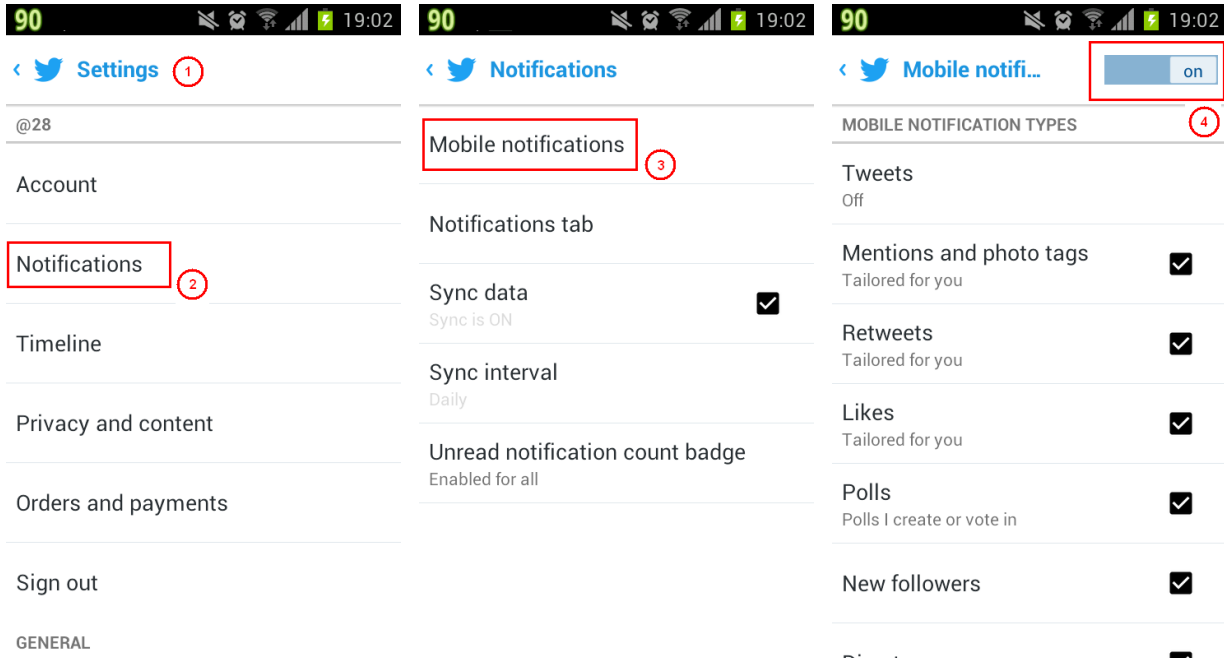 90
19:02
Settings
1
@28
Account
Notifications
2
Timeline
Privacy and content
Orders and payments
Sign out
GENERAL
90
19:02
Notifications
Mobile notifications
3
Notifications tab
Sync data
Sync is ON
Sync interval
Daily
Unread notification count badge
Enabled for all
90
19:02
Mobile notifi...
on
4
MOBILE NOTIFICATION TYPES
Tweets
Off
Mentions and photo tags
Tailored for you
Retweets
Tailored for you
Likes
Tailored for you
Polls
Polls I create or vote in
New followers